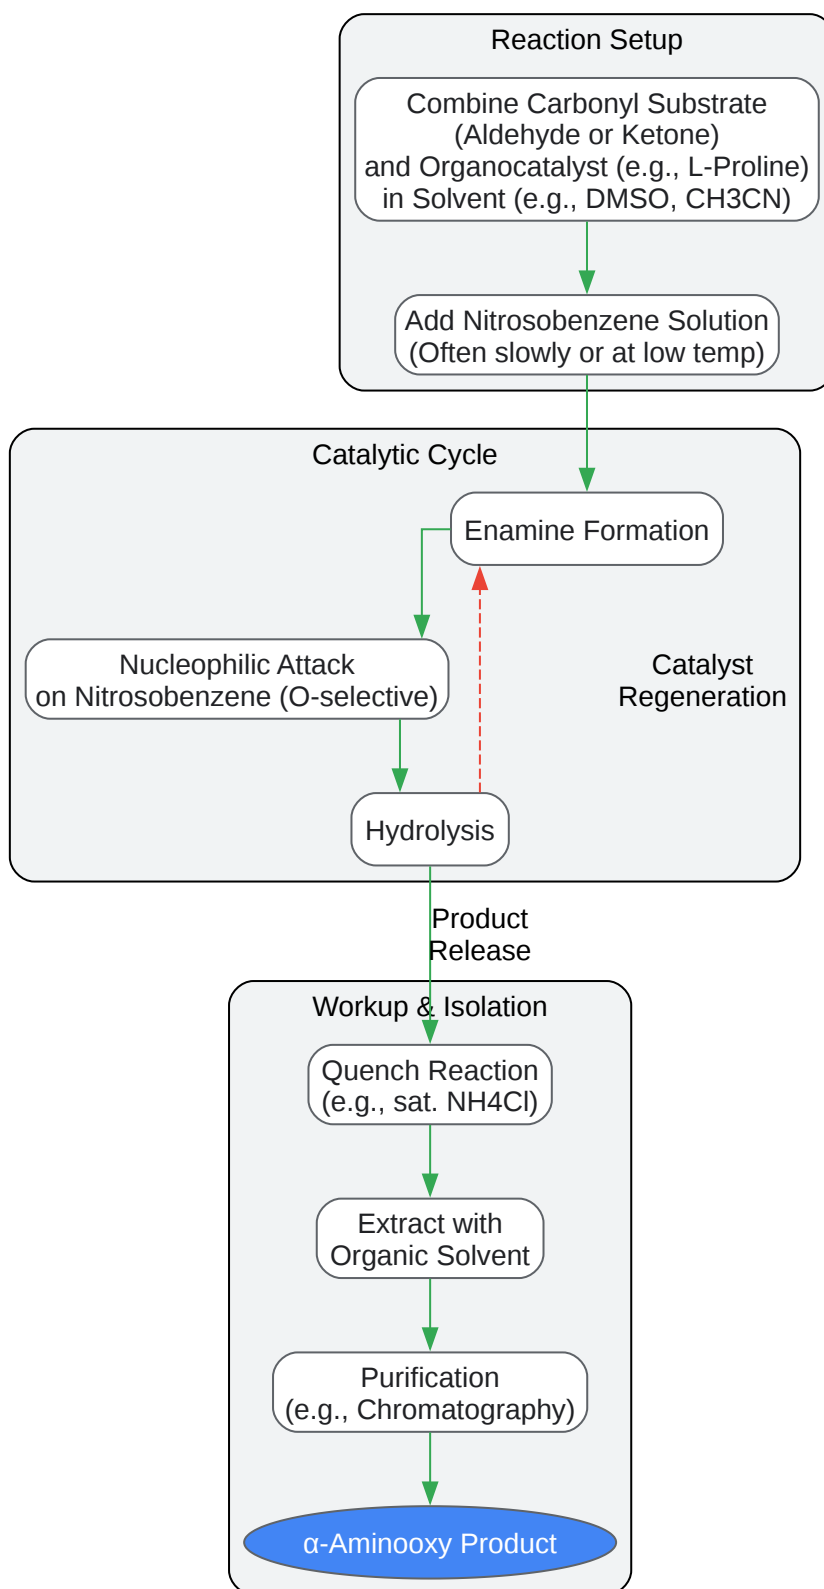 Reaction Setup
Combine Carbonyl Substrate
(Aldehyde or Ketone)
and Organocatalyst (e.g., L-Proline)
in Solvent (e.g., DMSO, CH3CN)
Add Nitrosobenzene Solution
(Often slowly or at low temp)
Catalytic Cycle
Enamine Formation
Nucleophilic Attack
on Nitrosobenzene (O-selective)
Catalyst
Regeneration
Hydrolysis
Product
Release
Workup & Isolation
Quench Reaction
(e.g., sat. NH4Cl)
Extract with
Organic Solvent
Purification
(e.g., Chromatography)
α-Aminooxy Product